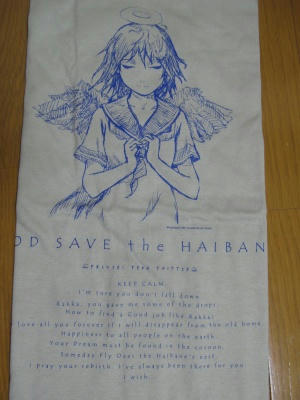 OD SAVE the HAIBAN
KEEP CALM.
I'm sure you don't fall down.
Rakka, you gave me some of the drops.
How to find a Good job like Rakka!
love all you forever if I will disappear from the old home.
Happiness to all people on the earth.
Your Dream must be found in the cocoon.
Someday Fly Over the Haibane's nest.
I pray your rebirth. I've always been there for you
I wish...